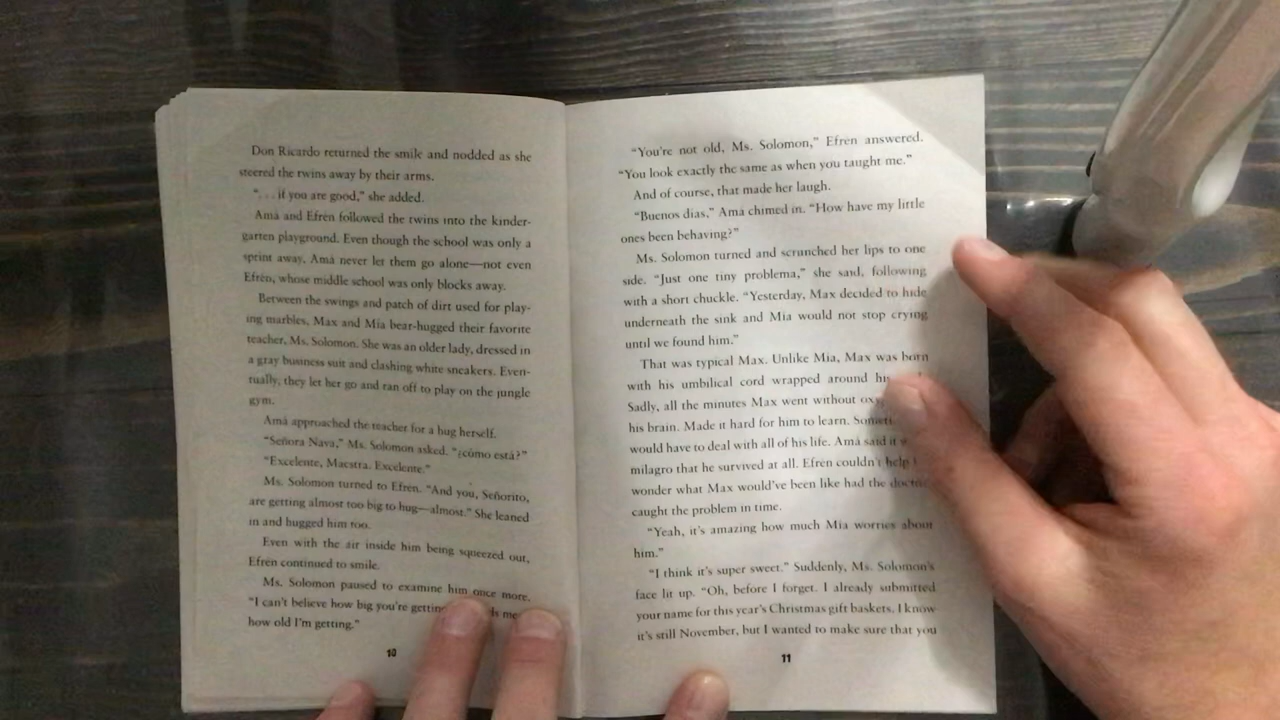 Don Ricardo returned the smile and nodded as she
steered the twins away by their arms.
“. . . if you are good,” she added.
Amá and Efrén followed the twins into the kinder-
garten playground. Even though the school was only a
sprint away, Amá never let them go alone—not even
Efrén, whose middle school was only blocks away.
Between the swings and patch of dirt used for play-
ing marbles, Max and Mia bear-hugged their favorite
teacher, Ms. Solomon. She was an older lady, dressed in
a gray business suit and clashing white sneakers. Even-
tually, they let her go and ran off to play on the jungle
gym.
Amá approached the teacher for a hug herself.
“Señora Nava,” Ms. Solomon asked. “¿cómo está?”
“Excelente, Maestra. Excelente.”
Ms. Solomon turned to Efrén. “And you, Señorito,
are getting almost too big to hug—almost.” She leaned
in and hugged him too.
Even with the air inside him being squeezed out,
Efrén continued to smile.
Ms. Solomon paused to examine him once more.
“I can’t believe how big you’re getting me
how old I’m getting.”
10
“You’re not old, Ms. Solomon,” Efrén answered.
“You look exactly the same as when you taught me.”
And of course, that made her laugh.
“Buenos días,” Amá chimed in. “How have my little
ones been behaving?”
Ms. Solomon turned and scrunched her lips to one
side. “Just one tiny problema,” she said, following
with a short chuckle. “Yesterday, Max decided to hide
underneath the sink and Mia would not stop crying
until we found him.”
That was typical Max. Unlike Mia, Max was born
with his umbilical cord wrapped around
Sadly, all the minutes Max went without
his brain. Made it hard for him to learn.
would have to deal with all of his life. Amá said it
milagro that he survived at all. Efrén couldn’t help
wonder what Max would’ve been like had the
caught the problem in time.
“Yeah, it’s amazing how much Mia worries about
him.”
“I think it’s super sweet.” Suddenly, Ms. Solomon’s
face lit up. “Oh, before I forget. I already submitted
your name for this year’s Christmas gift baskets. I know
it’s still November, but I wanted to make sure that you
11